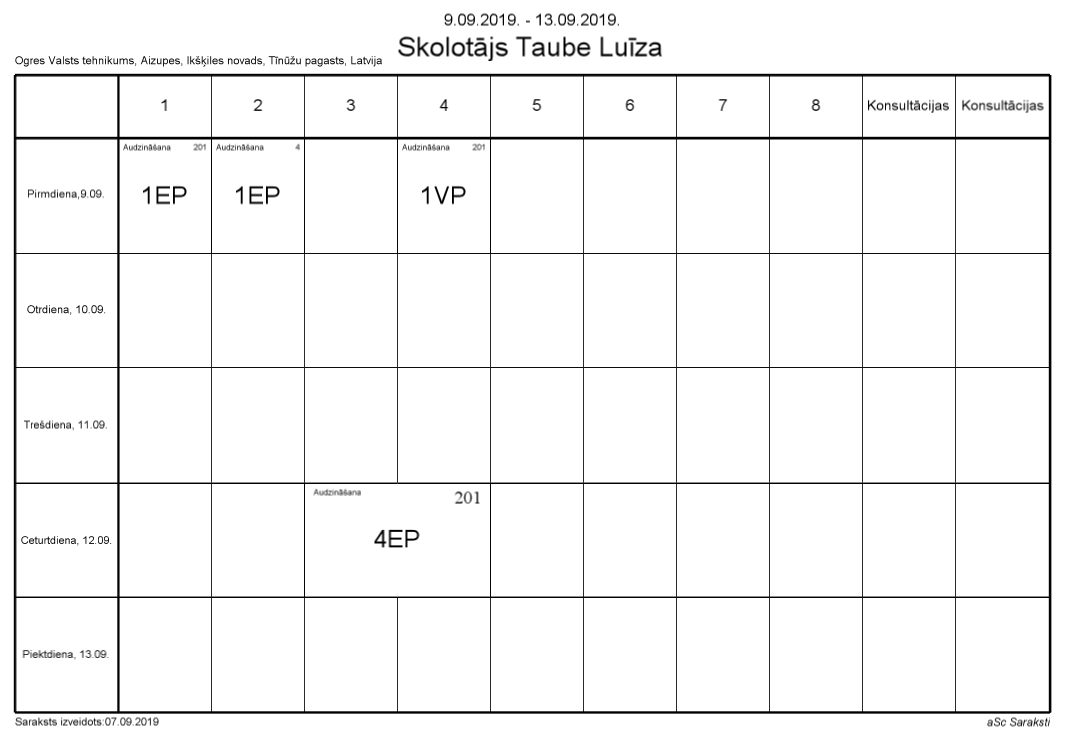 9.09.2019. - 13.09.2019.
Skolotājs Taube Luīza
Ogres Valsts tehnikums, Aizupes, Ikšķiles novads, Tīnūžu pagasts, Latvija
1 2 3 4 5 6 7 8 Konsultācijas Konsultācijas
Audzināšana 201 Audzināšana 4 Audzināšana 201
Pirmdiena,9.09. 1EP 1EP 1VP
Otrdiena, 10.09.
Trešdiena, 11.09.
Audzināšana 201
Ceturtdiena, 12.09. 4EP
Piektdiena, 13.09.
Saraksts izveidots:07.09.2019 aSc Saraksti